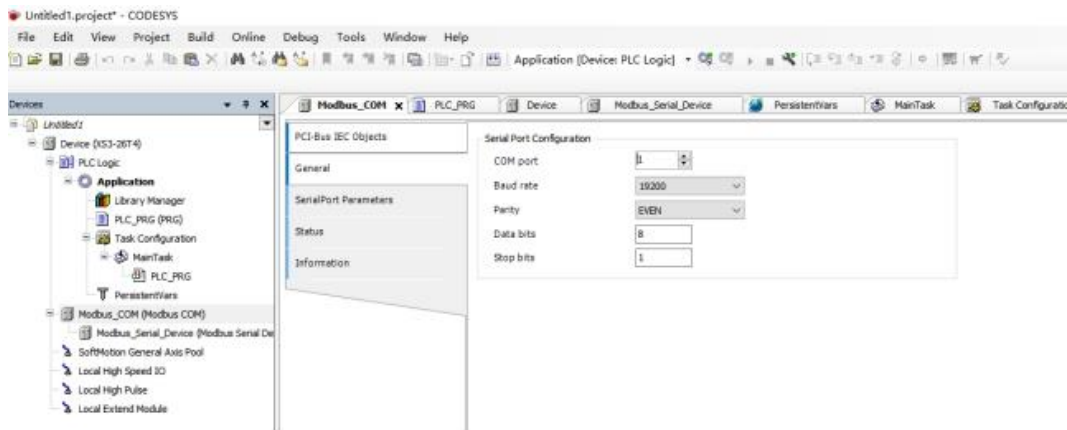 Untitled1.project* - CODESYS
File Edit View Project Build Online Debug Tools Window Help
Application [Device: PLC Logic]
Devices
Modbus_COM PLC_PRG Device Modbus_Serial_Device PersistentVars MainTask Task Configuratio
Untitled1
Device (XS3-26T4)
PLC Logic
Application
Library Manager
PLC_PRG (PRG)
Task Configuration
MainTask
PLC_PRG
PersistentVars
Modbus_COM (Modbus COM)
Modbus_Serial_Device (Modbus Serial De
SoftMotion General Axis Pool
Local High Speed IO
Local High Pulse
Local Extend Module
PCI-Bus IEC Objects
General
SerialPort Parameters
Status
Information
Serial Port Configuration
COM port 1
Baud rate 19200
Parity EVEN
Data bits 8
Stop bits 1